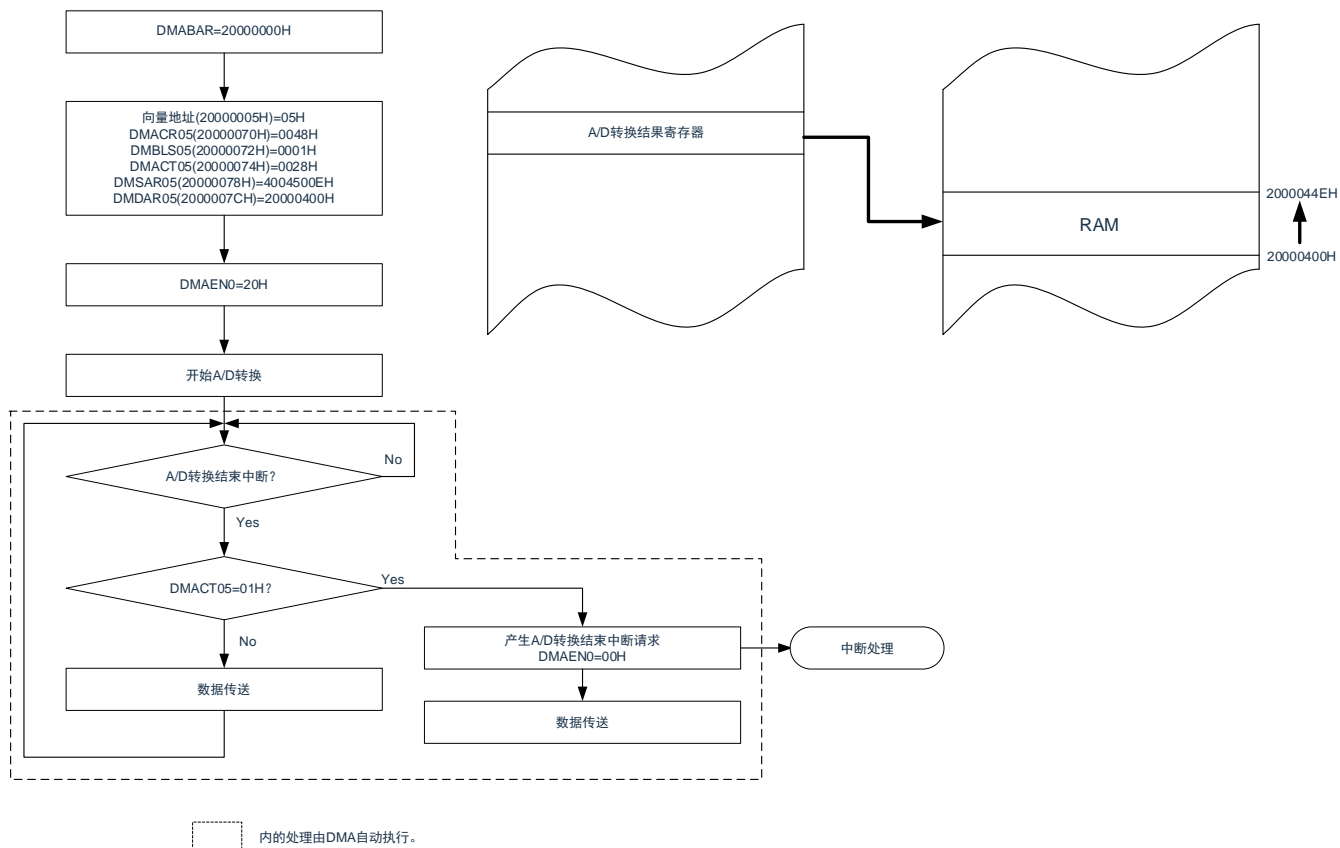 DMABAR=20000000H
向量地址(20000005H)=05H
DMACR05(20000070H)=0048H
DMBLS05(20000072H)=0001H
DMACT05(20000074H)=0028H
DMSAR05(20000078H)=4004500EH
DMDAR05(2000007CH)=20000400H
DMAEN0=20H
开始A/D转换
A/D转换结束中断?
No
Yes
DMACT05=01H?
Yes
No
数据传送
产生A/D转换结束中断请求
DMAEN0=00H
数据传送
中断处理
A/D转换结果寄存器
RAM
2000044EH
20000400H
内的处理由DMA自动执行。